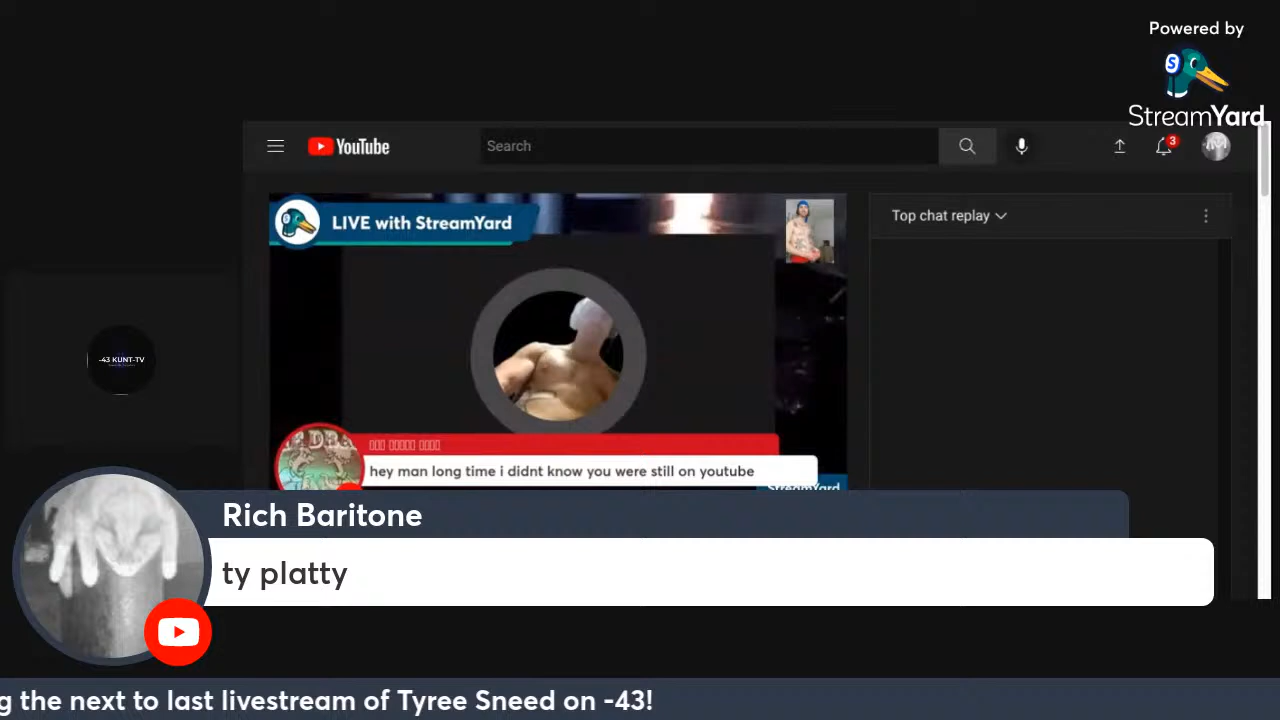 Powered by
StreamYard
YouTube
Search
3
LIVE with StreamYard
Top chat replay
-43 KUNT-TV
hey man long time i didnt know you were still on youtube
StreamYard
Rich Baritone
ty platty
g the next to last livestream of Tyree Sneed on -43!